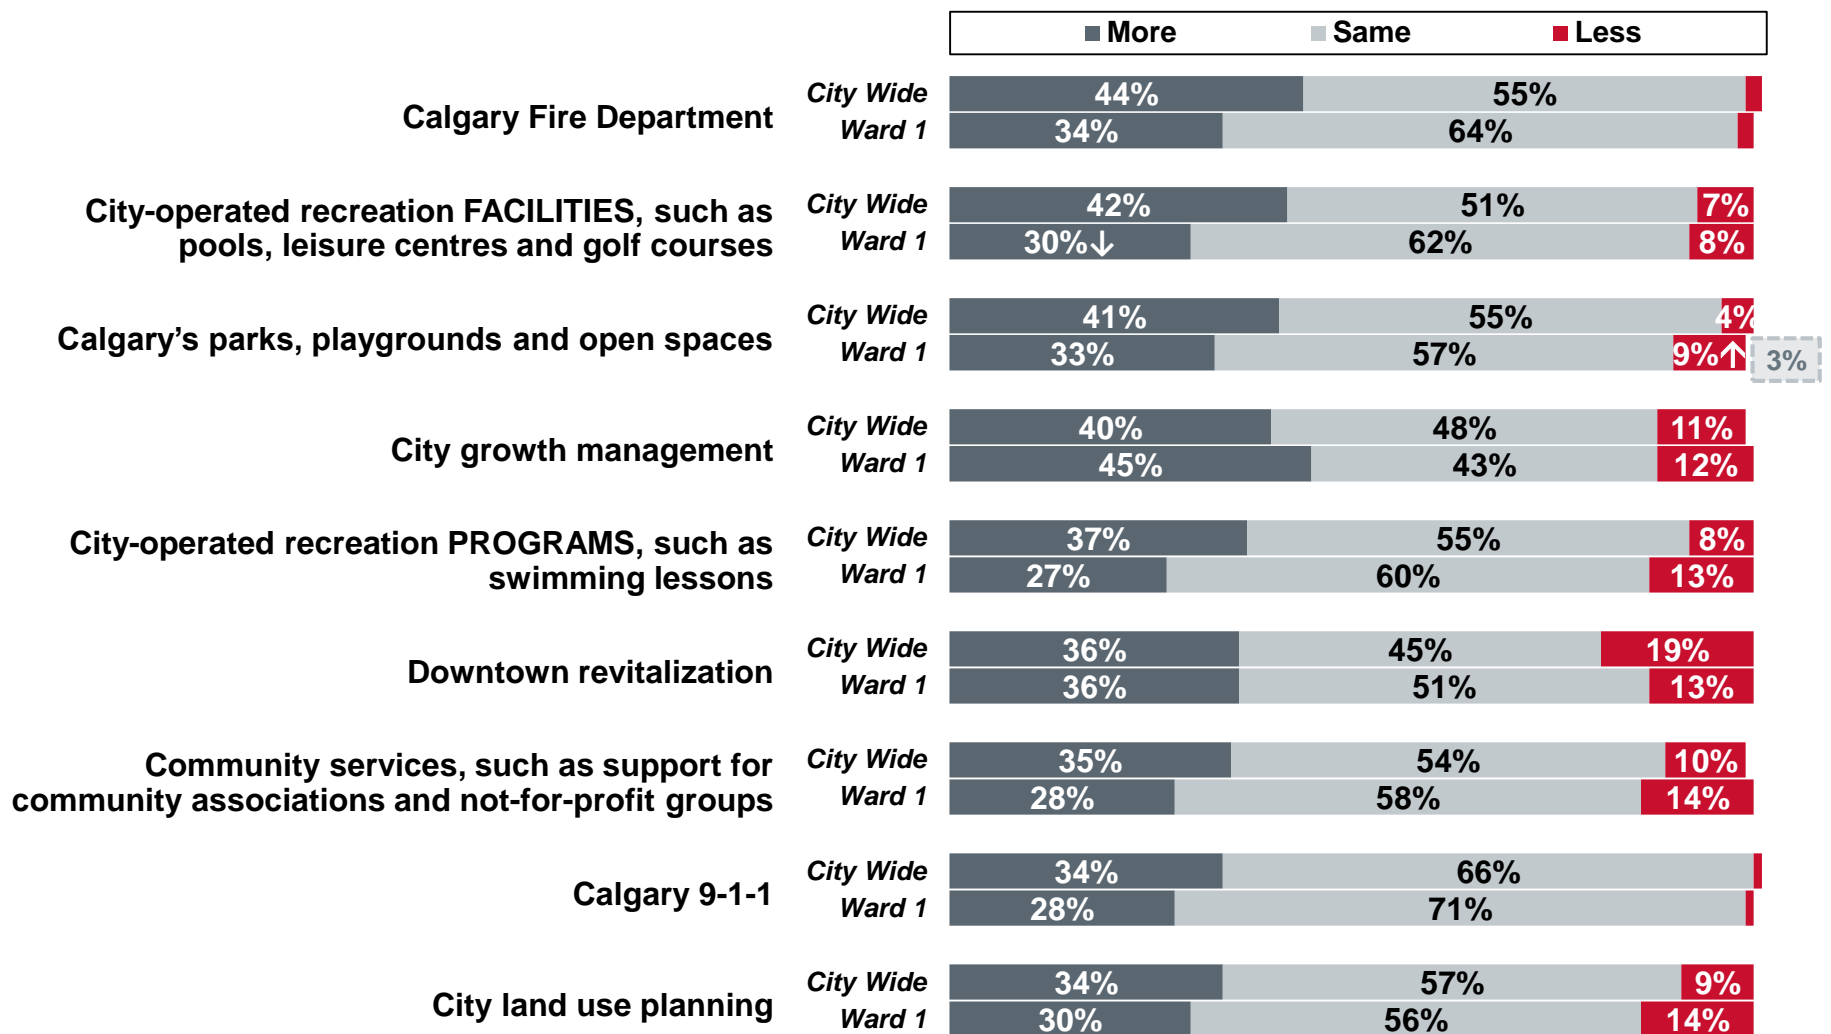 More Same Less
City Wide 44% 55%
Calgary Fire Department
Ward 1 34% 64%
City-operated recreation FACILITIES, such as
pools, leisure centres and golf courses
City Wide 42% 51% 7%
Ward 1 30%↓ 62% 8%
City Wide 41% 55% 4%
Calgary’s parks, playgrounds and open spaces
Ward 1 33% 57% 9%↑ 3%
City Wide 40% 48% 11%
City growth management
Ward 1 45% 43% 12%
City-operated recreation PROGRAMS, such as
swimming lessons
City Wide 37% 55% 8%
Ward 1 27% 60% 13%
City Wide 36% 45% 19%
Downtown revitalization
Ward 1 36% 51% 13%
Community services, such as support for
community associations and not-for-profit groups
City Wide 35% 54% 10%
Ward 1 28% 58% 14%
City Wide 34% 66%
Calgary 9-1-1
Ward 1 28% 71%
City Wide 34% 57% 9%
City land use planning
Ward 1 30% 56% 14%